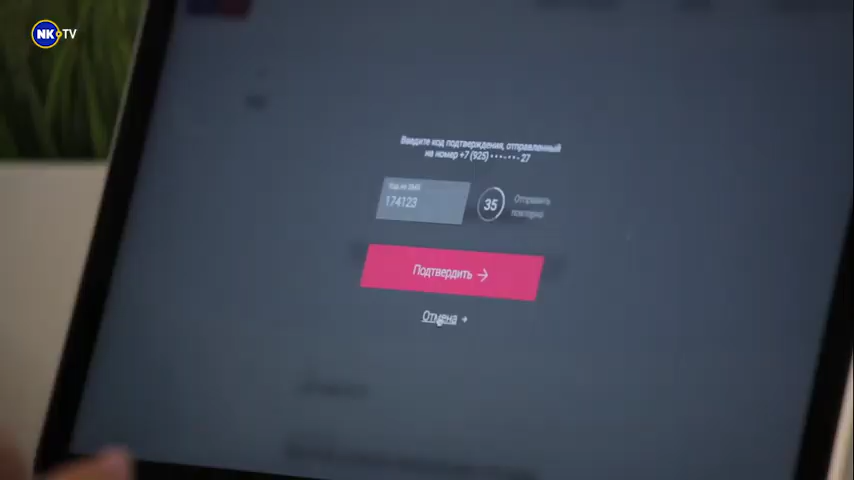 NK TV
Введите код подтверждения, отправленный
на номер +7 (925) ••• •• 27
Код из SMS
174123
35
Отправить
повторно
Подтвердить →
Отмена